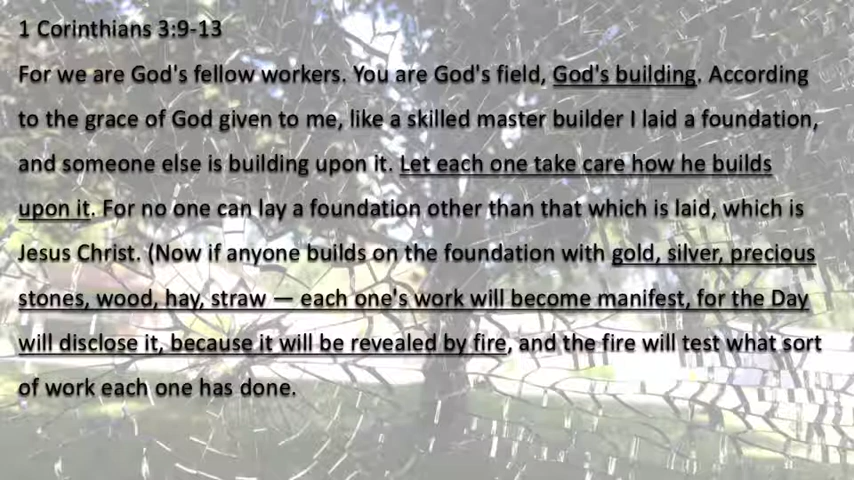 1 Corinthians 3:9-13
For we are God's fellow workers. You are God's field, God's building. According
to the grace of God given to me, like a skilled master builder I laid a foundation,
and someone else is building upon it. Let each one take care how he builds
upon it. For no one can lay a foundation other than that which is laid, which is
Jesus Christ. (Now if anyone builds on the foundation with gold, silver, precious
stones, wood, hay, straw — each one's work will become manifest, for the Day
will disclose it, because it will be revealed by fire, and the fire will test what sort
of work each one has done.